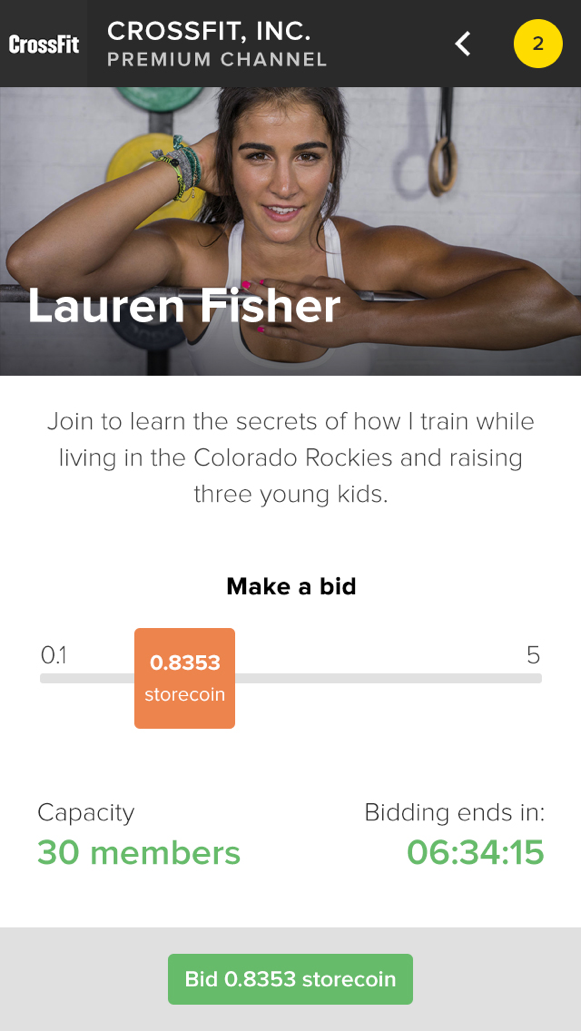 CrossFit
CROSSFIT, INC.
PREMIUM CHANNEL
2
Lauren Fisher
Join to learn the secrets of how I train while
living in the Colorado Rockies and raising
three young kids.
Make a bid
0.1
0.8353
storecoin
5
Capacity
30 members
Bidding ends in:
06:34:15
Bid 0.8353 storecoin